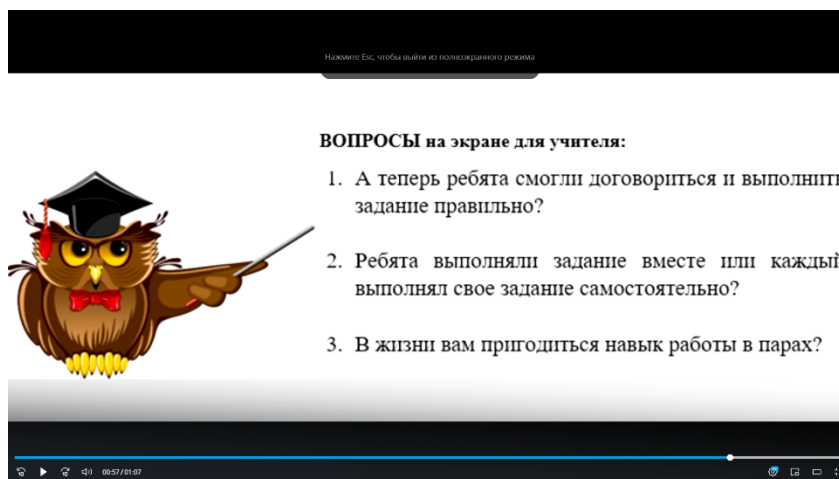 Нажмите Esc, чтобы выйти из полноэкранного режима
ВОПРОСЫ на экране для учителя:
1. А теперь ребята смогли договориться и выполнить
задание правильно?
2. Ребята выполняли задание вместе или каждый
выполнял свое задание самостоятельно?
3. В жизни вам пригодиться навык работы в парах?
10 10 00:57/01:07